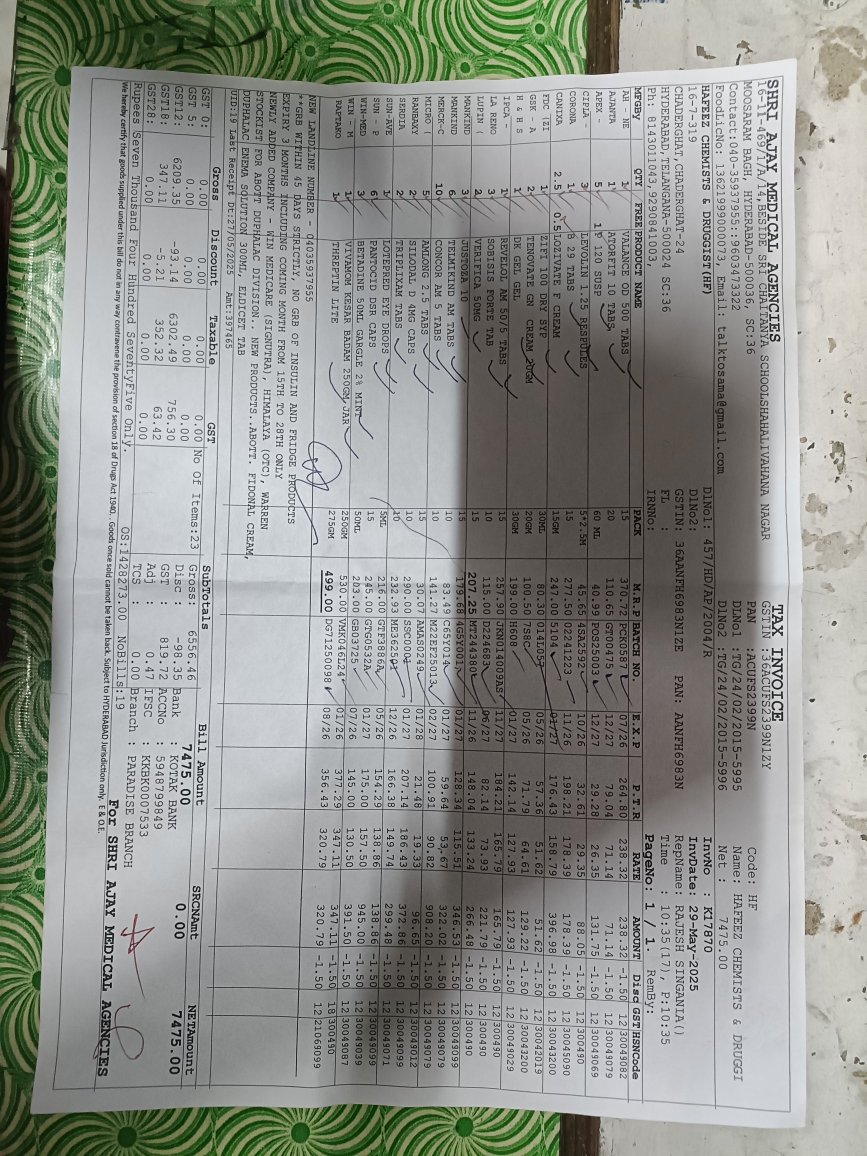 SHRI AJAY MEDICAL AGENCIES
16-11-469/1/A/14,BESIDE SRI CHAITANYA SCHOOLSHAHALIVAHANA NAGAR
MOOSARAM BAGH, HYDERABAD-500036, SC:36
Contact:040-35937955::9603473322
FoodLicNo: 13621999000073, Email: talktosama@gmail.com
TAX INVOICE
GSTIN :36ACUFS2399N1ZY
PAN :ACUFS2399N
DLNo1 :TG/24/02/2015-5995
DLNo2 :TG/24/02/2015-5996
Code: HF
Name: HAFEEZ CHEMISTS & DRUGGI
Net : 7475.00
HAFEEZ CHEMISTS & DRUGGIST(HF)
16-7-319
CHADERGHAT,CHADERGHAT-24
HYDERABAD,TELANGANA-500024 SC:36
Ph: 8143011043,9290841003,
DlNo1: 457/HD/AP/2004/R
DlNo2:
GSTIN: 36AANFH6983N1ZE PAN: AANFH6983N
FL :
IRNNo:
InvNo : K17870
InvDate: 29-May-2025
RepName: RAJESH SINGANIA()
Time : 10:35(17), P:10:35
PageNo: 1 / 1. RemBy:
MFGBy QTY FREE PRODUCT NAME PACK M.R.P BATCH NO. E.X.P P.T.R RATE AMOUNT Disc GST HSNCode
AH - NE 1 VALANCE OD 500 TABS 15 370.72 PCK0587 07/26 264.80 238.32 238.32 -1.50 12 30049082
AJANTA 1 ATORFIT 10 TABS 20 110.65 GT00475 12/27 79.04 71.14 71.14 -1.50 12 30049079
APEX - 5 1P 120 SUSP 60 ML 40.99 POS25003 12/27 29.28 26.35 131.75 -1.50 12 30049069
CIPLA - 3 LEVOLIN 1.25 RESPULES 5*2.5M 45.65 4SA2592 10/26 32.61 29.35 88.05 -1.50 12 300490
CORONA 1 B 29 TABS 15 277.50 02241223 11/26 198.21 178.39 178.39 -1.50 12 30045090
CANIXA 2.5 0.5 LOZIVATE F CREAM 15GM 247.00 5104 01/27 176.43 158.79 396.98 -1.50 12 30043200
FDC (ZI 1 ZIFI 100 DRY SYP 30ML 80.30 05/26 57.36 51.62 51.62 -1.50 12 30042019
GSK - A 2 TENOVATE GN CREAM 20GM 20GM 100.50 7S8C 05/26 71.79 64.61 129.22 -1.50 12 30043200
H & H S 1 DK GEL GEL 30GM 199.00 H608 01/27 142.14 127.93 127.93 -1.50 12 30049029
IPCA - 1 REVELOL AM 50/5 TABS 15 257.90 JKN014009AS 11/27 184.21 165.79 165.79 -1.50 12 300490
LA RENO 3 SOBISIS FORTE TAB 10 115.00 DZ24683 06/27 82.14 73.93 221.79 -1.50 12 300490
LUPIN ( 2 VERIFICA 50MG 15 207.25 MT244380 11/26 148.04 133.24 266.48 -1.50 12 300490
MANKIND 3 JUSTOZA 10 15 179.68 01/27 128.34 115.51 346.53 -1.50 12 30049099
MANKIND 6 TELMIKIND AM TABS 10 83.49 01/27 59.64 53.67 322.02 -1.50 12 30049079
MERCK-C 10 CONCOR AM 5 TABS 10 141.27 M22EF25013 02/27 100.91 90.82 908.20 -1.50 12 30049079
MICRO ( 5 AMLONG 2.5 TABS 15 30.07 AMAS0249 01/28 21.48 19.33 96.65 -1.50 12 30049079
RANBAXY 2 SILODAL D 4MG CAPS 10 290.00 SSC0001 01/27 207.14 186.43 372.86 -1.50 12 30049012
SERDIA 2 TRIPLIXAM TABS 10 232.93 ME362501 12/26 166.38 149.74 299.48 -1.50 12 30049099
SUN-AVE 1 LOTEPRED EYE DROPS 5ML 216.00 GTF3886A 05/26 154.29 138.86 138.86 -1.50 12 30049071
SUN - P 6 PANTOCID DSR CAPS 15 245.00 GTG0532A 01/27 175.00 157.50 945.00 -1.50 12 30049099
WIN-MED 3 BETADINE 50ML GARGLE 2% MINT 50ML 203.00 GB03725 07/26 145.00 130.50 391.50 -1.50 12 30049039
WIN - M 1 VIVAMOM KESAR BADAM 250GM,JAR 250GM 530.00 VMK046L24 01/26 377.29 347.11 347.11 -1.50 18 300490
RAPTAKO 1 THREPTIN LITE 275GM 499.00 DG71250098 08/26 356.43 320.79 320.79 -1.50 12 21069099
NEW LANDLINE NUMBER - 04035937955
**GRB WITHIN 45 DAYS STRICTLY, NO GRB OF INSULIN AND FRIDGE PRODUCTS
EXPIRY 3 MONTHS INCLUDING COMING MONTH FROM 15TH TO 28TH ONLY
NEWLY ADDED COMPANY - WIN MEDICARE (SIGNUTRA), HIMALAYA (OTC), WARREN
STOCKIST FOR ABOTT DUPHALAC DIVISION.. NEW PRODUCTS..ABOTT. FIDONAL CREAM,
DUPHALAC ENEMA SOLUTION 300ML, ELDICET TAB
UID:19 Last Receipt Dt:27/05/2025 Amt:397465
Gross Discount Taxable GST
GST 0: 0.00 0.00 0.00 0.00
GST 5: 0.00 0.00 0.00 0.00
GST12: 6209.35 -93.14 6302.49 756.30
GST18: 347.11 -5.21 352.32 63.42
GST28: 0.00 0.00 0.00 0.00
No Of Items:23
SubTotals
Gross: 6556.46
Disc : -98.35
GST : 819.72
Adj : 0.47
TCS : 0.00
Bill Amount
7475.00
SRCNAmt
0.00
NETAmount
7475.00
Bank : KOTAK BANK
ACCNo : 5948799849
IFSC : KKBK0007533
Branch : PARADISE BRANCH
Rupees Seven Thousand Four Hundred SeventyFive Only.
OS:1428273.00 NoBills:19
For SHRI AJAY MEDICAL AGENCIES
We hereby certify that goods supplied under this bill do not in any way contravene the provision of section 18 of Drugs Act 1940, . Goods once sold cannot be taken back. Subject to HYDERABAD Jurisdiction only. E & O.E.